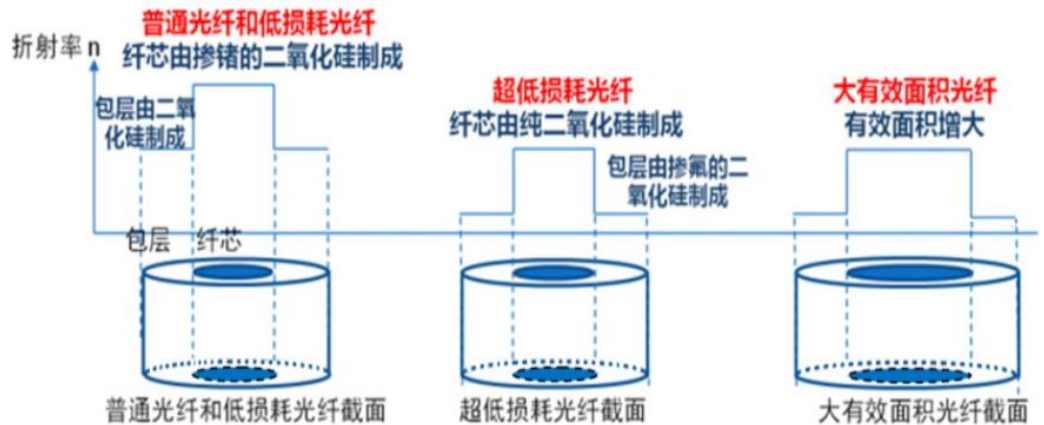 普通光纤和低损耗光纤
折射率 n
纤芯由掺锗的二氧化硅制成
包层由二氧
化硅制成
超低损耗光纤
纤芯由纯二氧化硅制成
包层由掺氟的二
氧化硅制成
大有效面积光纤
有效面积增大
包层 纤芯
普通光纤和低损耗光纤截面
超低损耗光纤截面
大有效面积光纤截面